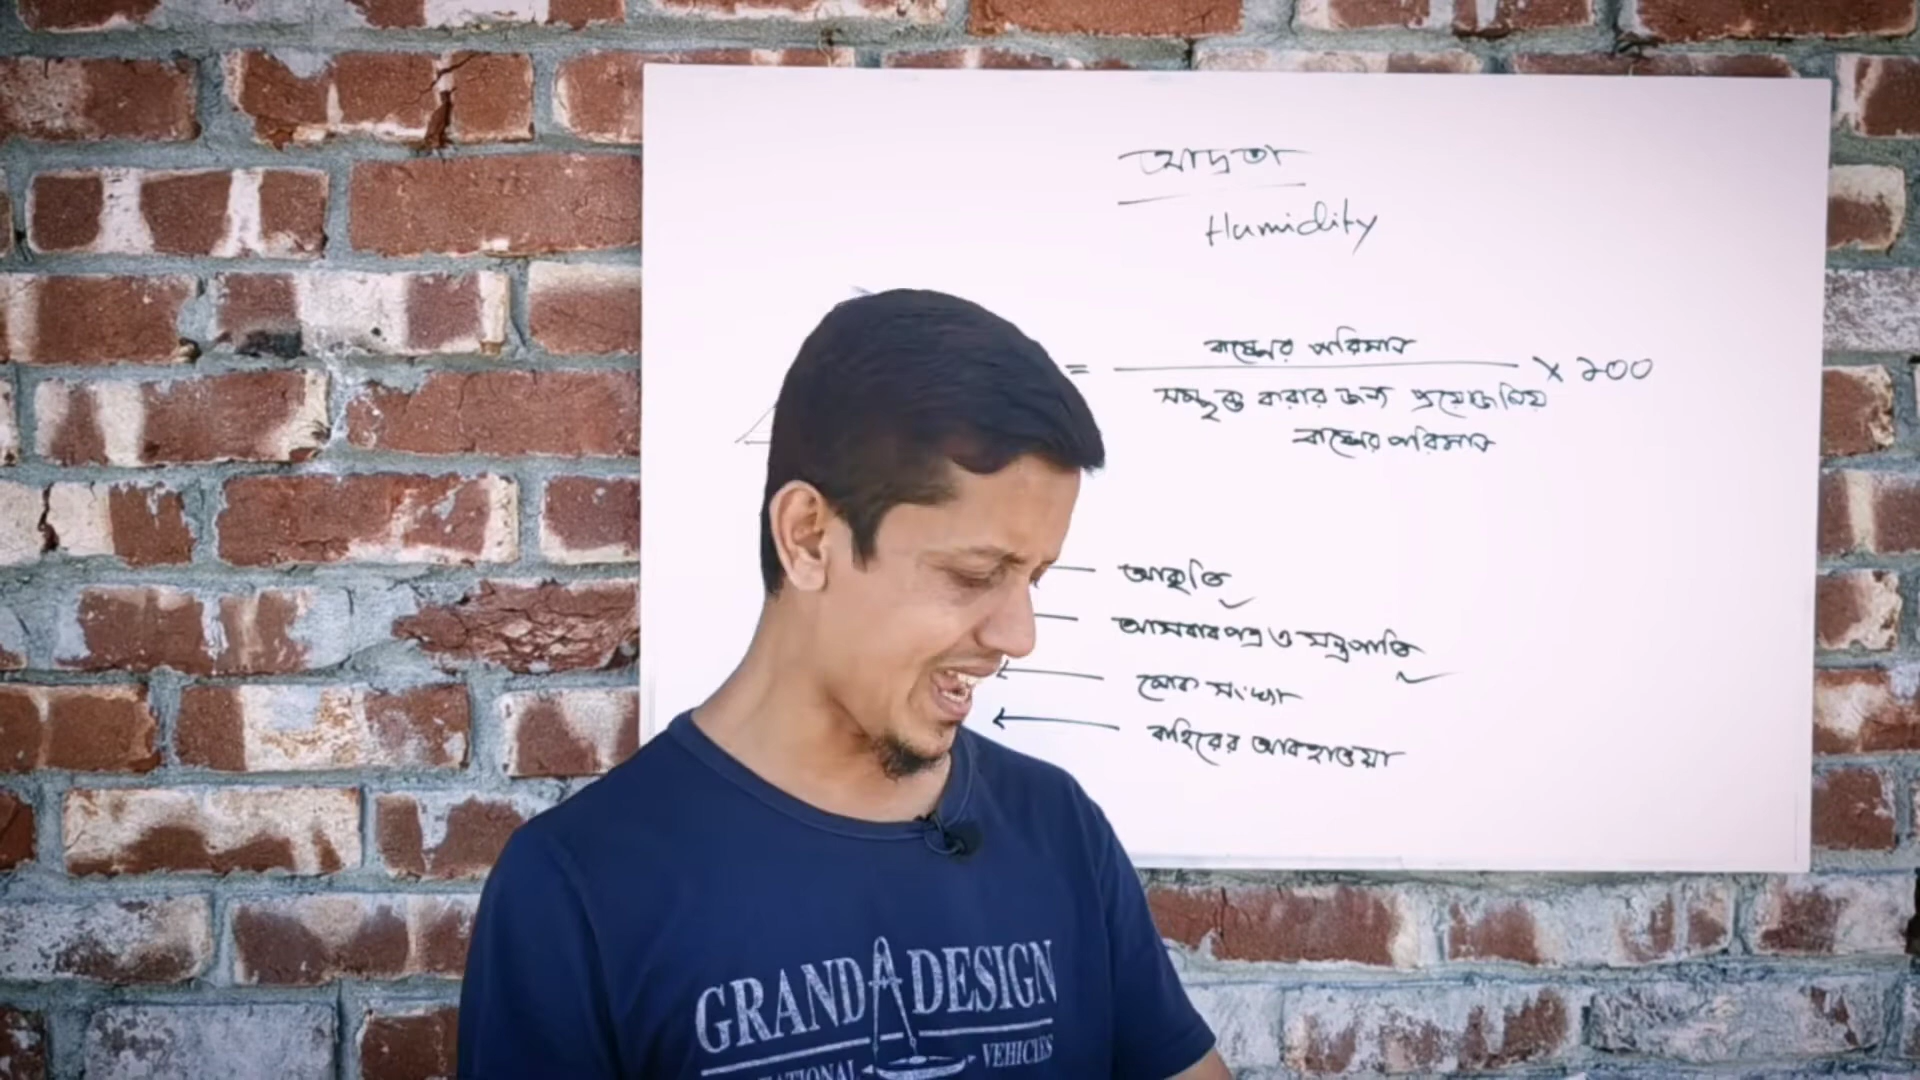 আদ্রতা
Humidity
= বাষ্পের পরিমান × ১০০
সম্পৃক্ত করার জন্য প্রয়োজনিয়
বাষ্পের পরিমান
আকৃতি
আসবাবপত্র ও যন্ত্রপাতি
লোক সংখ্যা
বাহিরের আবহাওয়া
GRAND DESIGN
VEHICLES